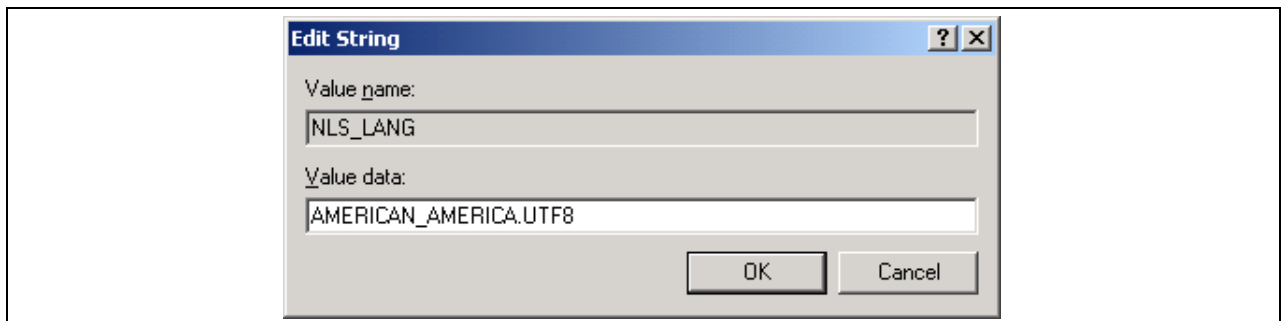 Edit String
Value name:
NLS_LANG
Value data:
AMERICAN_AMERICA.UTF8
OK Cancel